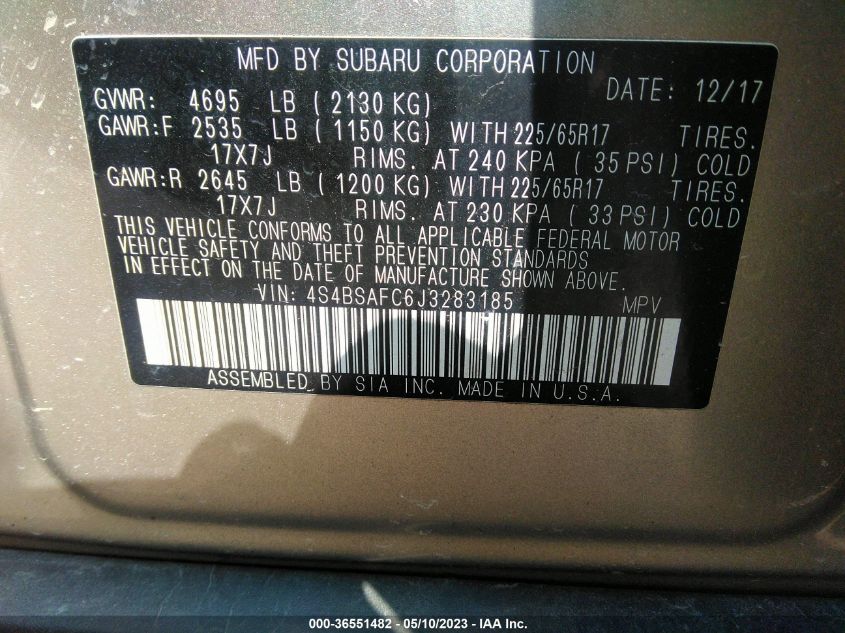 MFD BY SUBARU CORPORATION
DATE: 12/17
GVWR: 4695 LB ( 2130 KG)
GAWR:F 2535 LB ( 1150 KG) WITH 225/65R17 TIRES.
17X7J RIMS. AT 240 KPA ( 35 PSI) COLD
GAWR:R 2645 LB ( 1200 KG) WITH 225/65R17 TIRES.
17X7J RIMS. AT 230 KPA ( 33 PSI) COLD
THIS VEHICLE CONFORMS TO ALL APPLICABLE FEDERAL MOTOR
VEHICLE SAFETY AND THEFT PREVENTION STANDARDS
IN EFFECT ON THE DATE OF MANUFACTURE SHOWN ABOVE.
VIN: 4S4BSAFC6J3283185 MPV
ASSEMBLED BY SIA INC. MADE IN U.S.A.
000-36551482 - 05/10/2023 - IAA Inc.